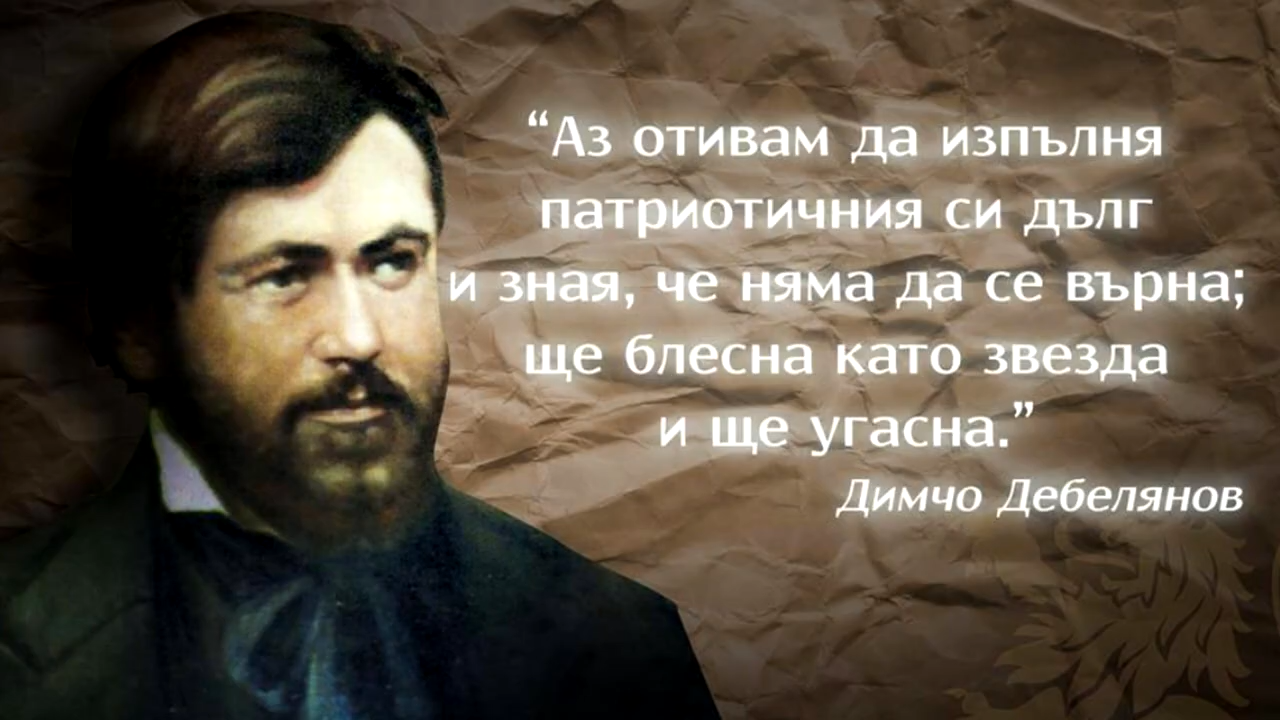 “Аз отивам да изпълня
патриотичния си дълг
и зная, че няма да се върна;
ще блесна като звезда
и ще угасна.”
Димчо Дебелянов